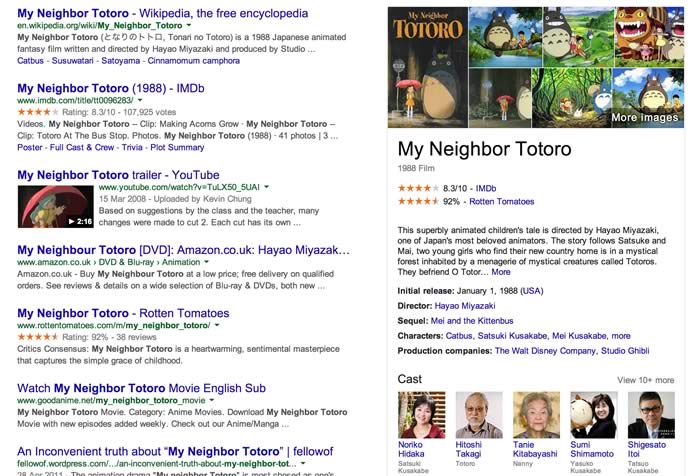 My Neighbor Totoro - Wikipedia, the free encyclopedia
en.wikipedia.org/wiki/My_Neighbor_Totoro
My Neighbor Totoro (となりのトトロ, Tonari no Totoro) is a 1988 Japanese animated
fantasy film written and directed by Hayao Miyazaki and produced by Studio ...
Catbus - Susuwatari - Satoyama - Cinnamomum camphora
My Neighbor Totoro (1988) - IMDb
www.imdb.com/title/tt0096283/
Rating: 8.3/10 - 107,925 votes
Videos. My Neighbor Totoro -- Clip: Making Acorns Grow · My Neighbor Totoro --
Clip: Totoro At The Bus Stop. Photos. My Neighbor Totoro (1988) · 41 photos | 3 ...
Poster - Full Cast & Crew - Trivia - Plot Summary
My Neighbor Totoro trailer - YouTube
www.youtube.com/watch?v=TuLX50_5UAI
15 Mar 2008 - Uploaded by Kevin Chung
Based on suggestions by the class and the teacher, many
changes were made to cut 2. Each cut has its own ...
2:16
My Neighbour Totoro [DVD]: Amazon.co.uk: Hayao Miyazak...
www.amazon.co.uk › DVD & Blu-ray › Animation
Amazon.co.uk - Buy My Neighbour Totoro at a low price; free delivery on qualified
orders. See reviews & details on a wide selection of Blu-ray & DVDs, both new ...
My Neighbor Totoro - Rotten Tomatoes
www.rottentomatoes.com/m/my_neighbor_totoro/
Rating: 92% - 38 reviews
Critics Consensus: My Neighbor Totoro is a heartwarming, sentimental masterpiece
that captures the simple grace of childhood.
Watch My Neighbor Totoro Movie English Sub
www.goodanime.net/my_neighbor_totoro_movie
My Neighbor Totoro Movie. Category: Anime Movies. Download My Neighbor Totoro
Movie with new episodes added weekly. Check out our Anime/Manga ...
An Inconvenient truth about “My Neighbor Totoro” | fellowof
fellowof.wordpress.com/.../an-inconvenient-truth-about-my-neighbor-tot...
28 Apr 2011 - The animation drama "My Neighbor Totoro" is most known as one's
My Neighbor
TOTORO
More images
My Neighbor Totoro
1988 Film
8.3/10 - IMDb
92% - Rotten Tomatoes
This superbly animated children's tale is directed by Hayao Miyazaki,
one of Japan's most beloved animators. The story follows Satsuke and
Mai, two young girls who find their new country home is in a mystical
forest inhabited by a menagerie of mystical creatures called Totoros.
They befriend O Totor... More
Initial release: January 1, 1988 (USA)
Director: Hayao Miyazaki
Sequel: Mei and the Kittenbus
Characters: Catbus, Satsuki Kusakabe, Mei Kusakabe, more
Production companies: The Walt Disney Company, Studio Ghibli
Cast
View 10+ more
Noriko Hidaka
Satsuki Kusakabe
Hitoshi Takagi
Totoro
Tanie Kitabayashi
Nanny
Sumi Shimamoto
Yasuko Kusakabe
Shigesato Itoi
Tatsuo Kusakabe